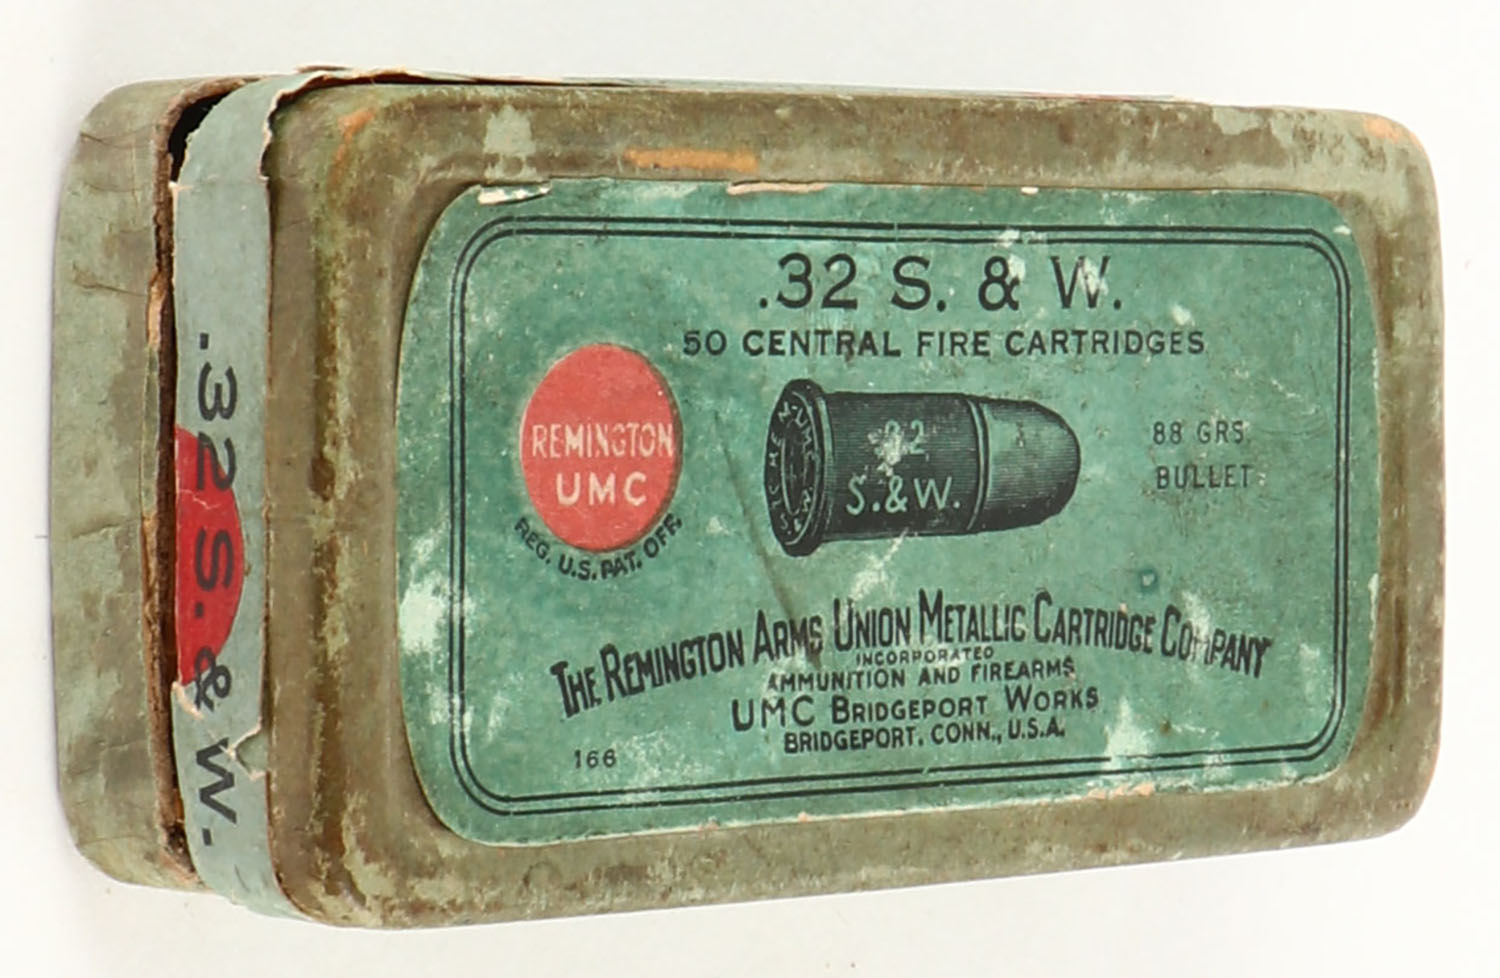 .32 S. & W.
50 CENTRAL FIRE CARTRIDGES
REMINGTON
UMC
REG. U.S. PAT. OFF.
32
S.&W.
88 GRS.
BULLET
THE REMINGTON ARMS UNION METALLIC CARTRIDGE COMPANY
INCORPORATED
AMMUNITION AND FIREARMS
UMC BRIDGEPORT WORKS
BRIDGEPORT, CONN., U.S.A.
166
.32 S. & W.